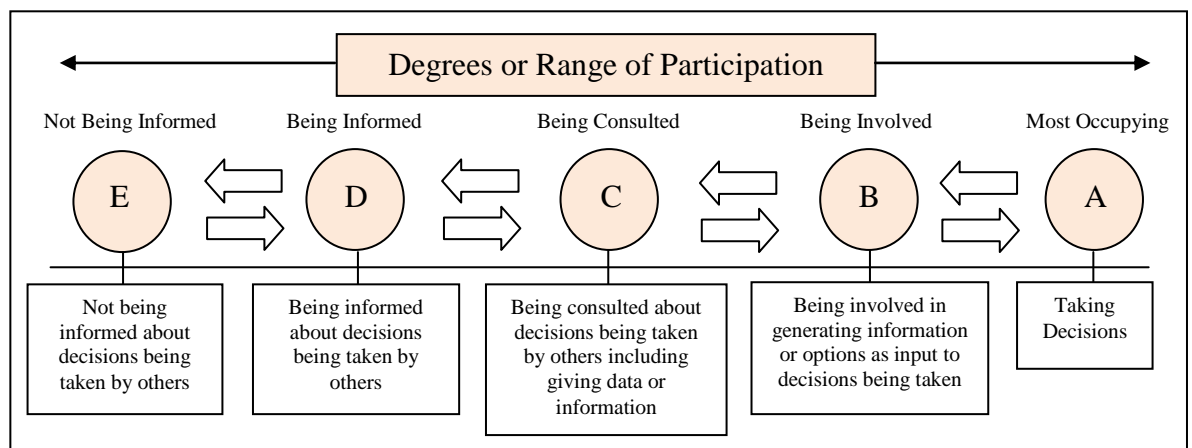 Degrees or Range of Participation
Not Being Informed
Being Informed
Being Consulted
Being Involved
Most Occupying
E
D
C
B
A
Not being
informed about
decisions being
taken by others
Being informed
about decisions
being taken by
others
Being consulted about
decisions being taken
by others including
giving data or
information
Being involved in
generating information
or options as input to
decisions being taken
Taking
Decisions